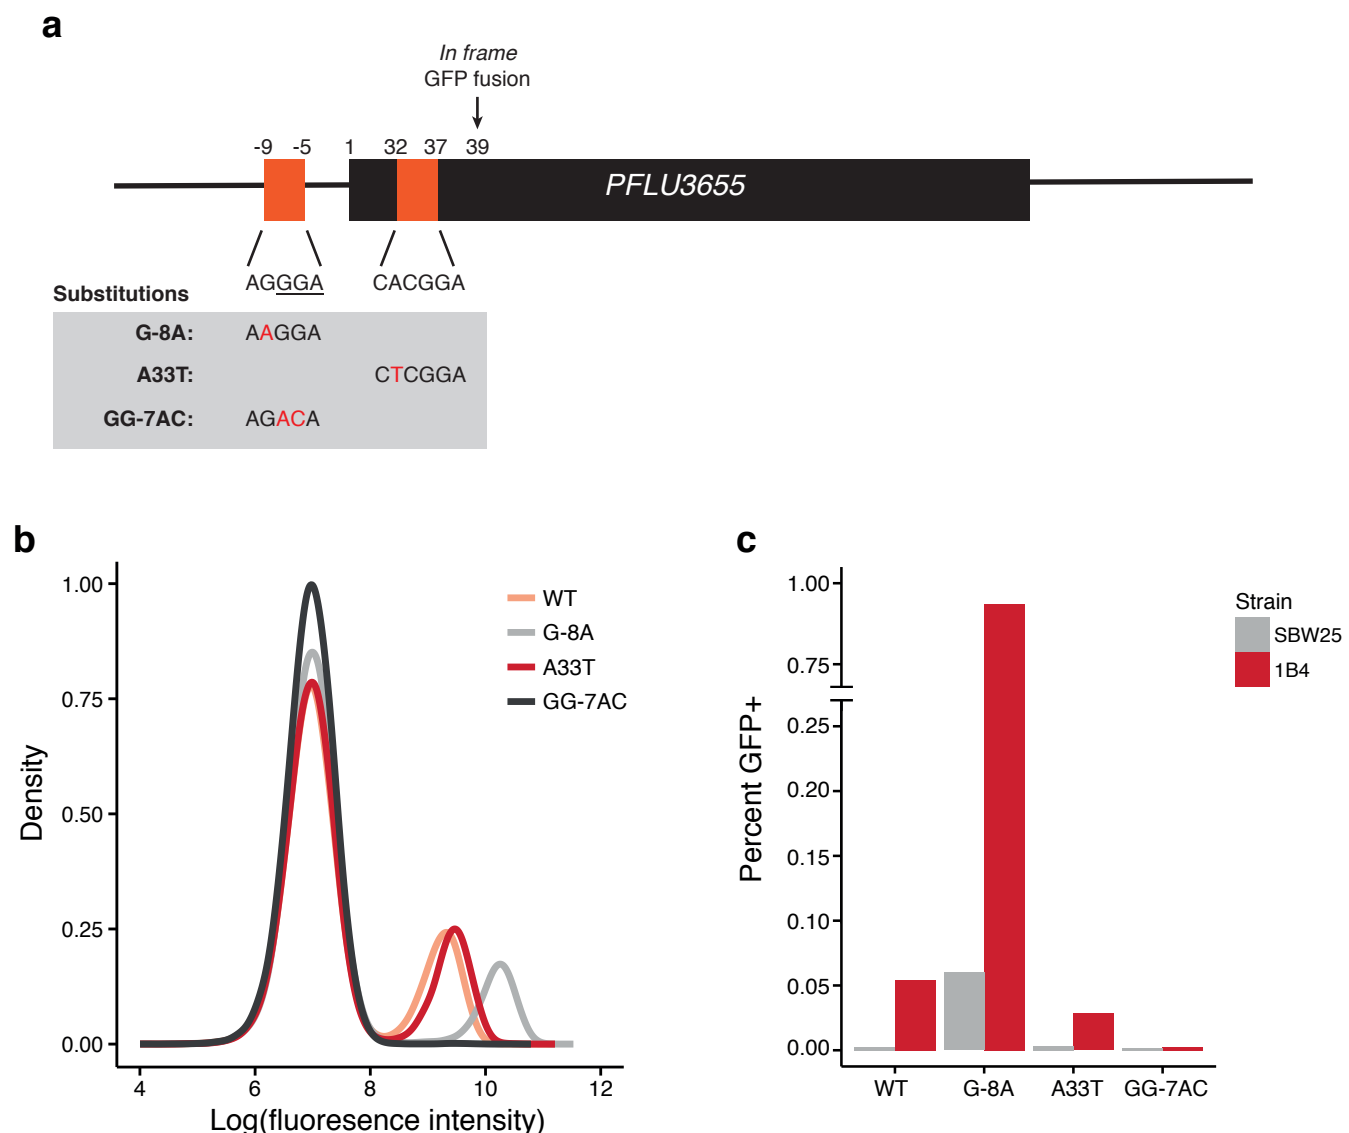 a
In frame
GFP fusion
-9 -5 1 32 37 39
PFLU3655
AGGGA CACGGA
Substitutions
G-8A: AAGGA
A33T: CTCGGA
GG-7AC: AGACA
b
1.00
0.75
0.50
0.25
0.00
Density
4 6 8 10 12
Log(fluoresence intensity)
WT
G-8A
A33T
GG-7AC
c
1.00
0.75
0.25
0.20
0.15
0.10
0.05
0.00
Percent GFP+
WT G-8A A33T GG-7AC
Strain
SBW25
1B4